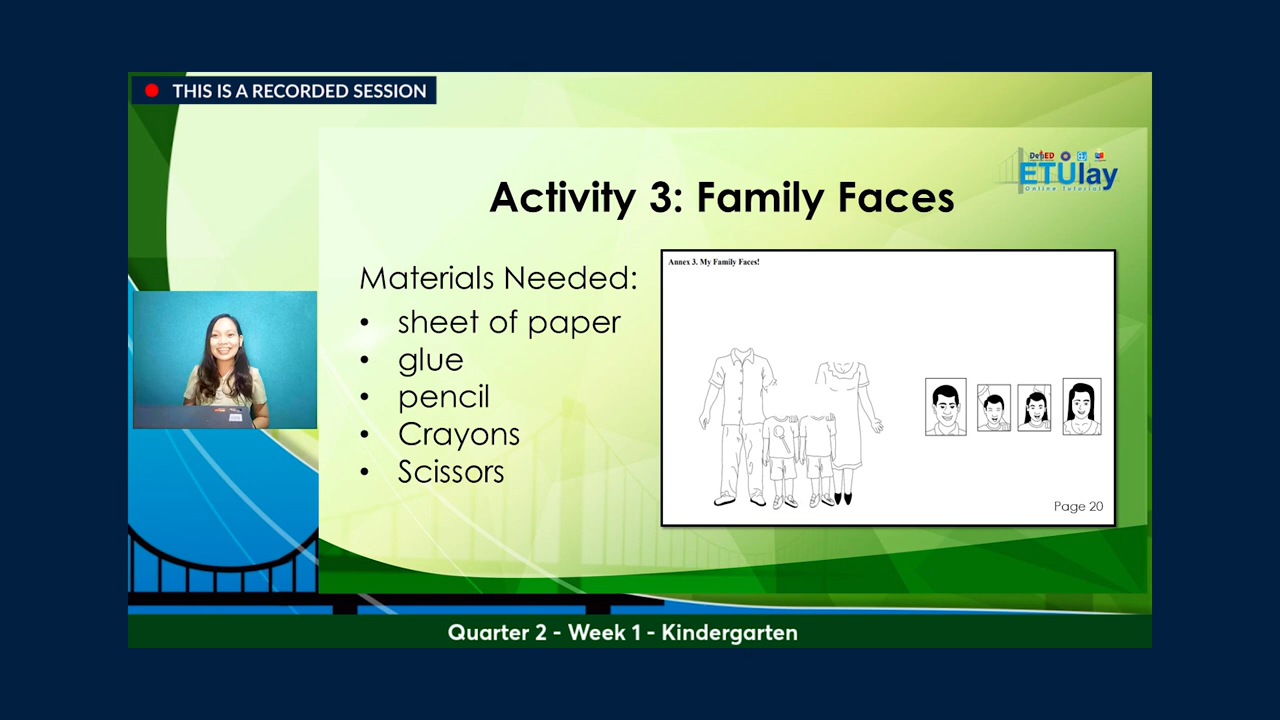 THIS IS A RECORDED SESSION
DepED
ETUlay
Online Tutorial
Activity 3: Family Faces
Materials Needed:
• sheet of paper
• glue
• pencil
• Crayons
• Scissors
Annex 3. My Family Faces!
Page 20
Quarter 2 - Week 1 - Kindergarten